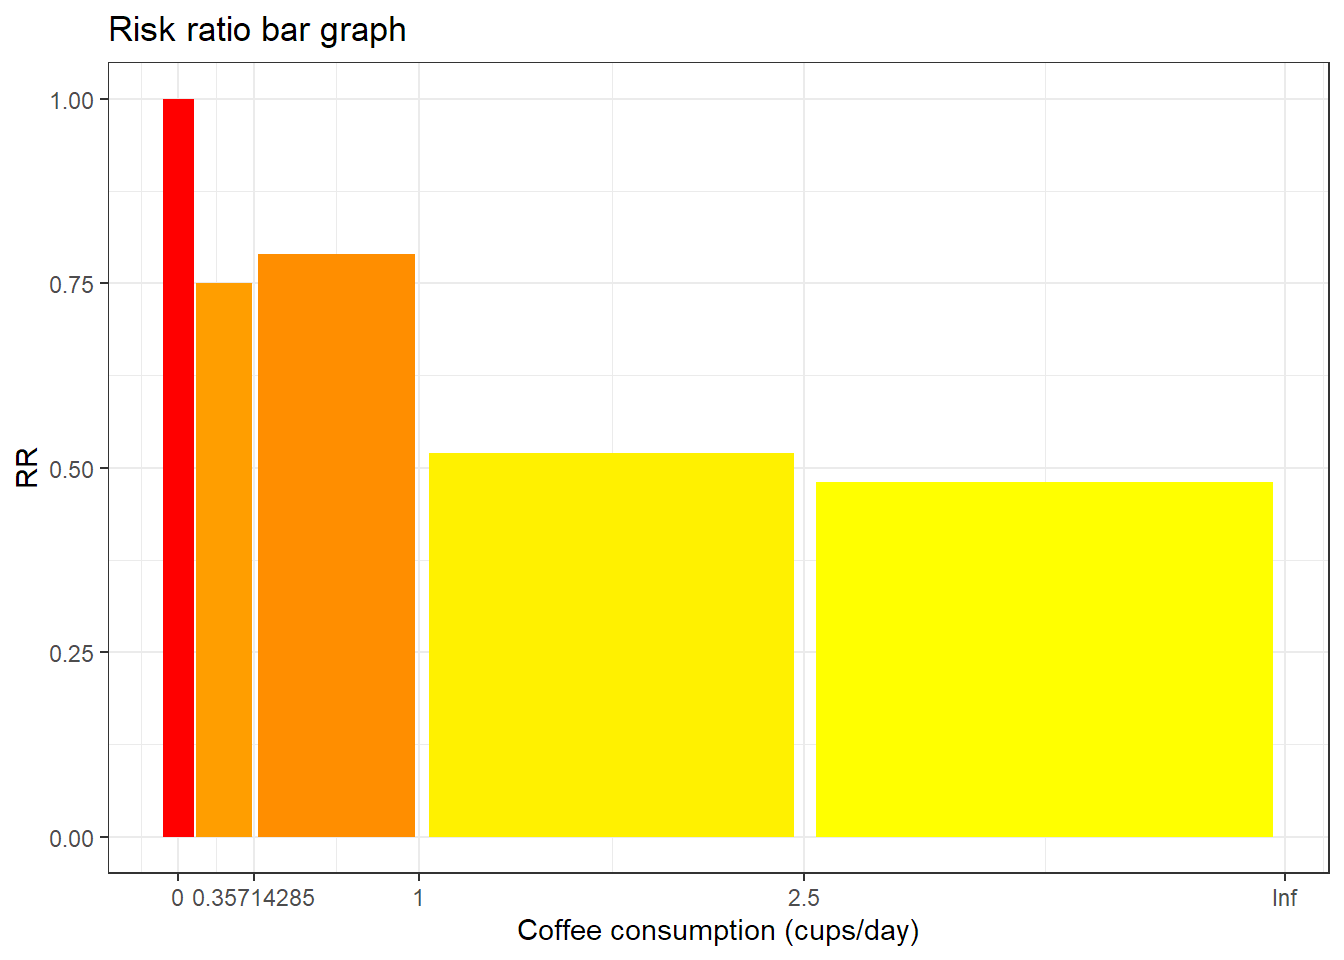 Risk ratio bar graph
1.00
0.75
0.50
0.25
0.00
RR
0 0.35714285 1 2.5 Inf
Coffee consumption (cups/day)